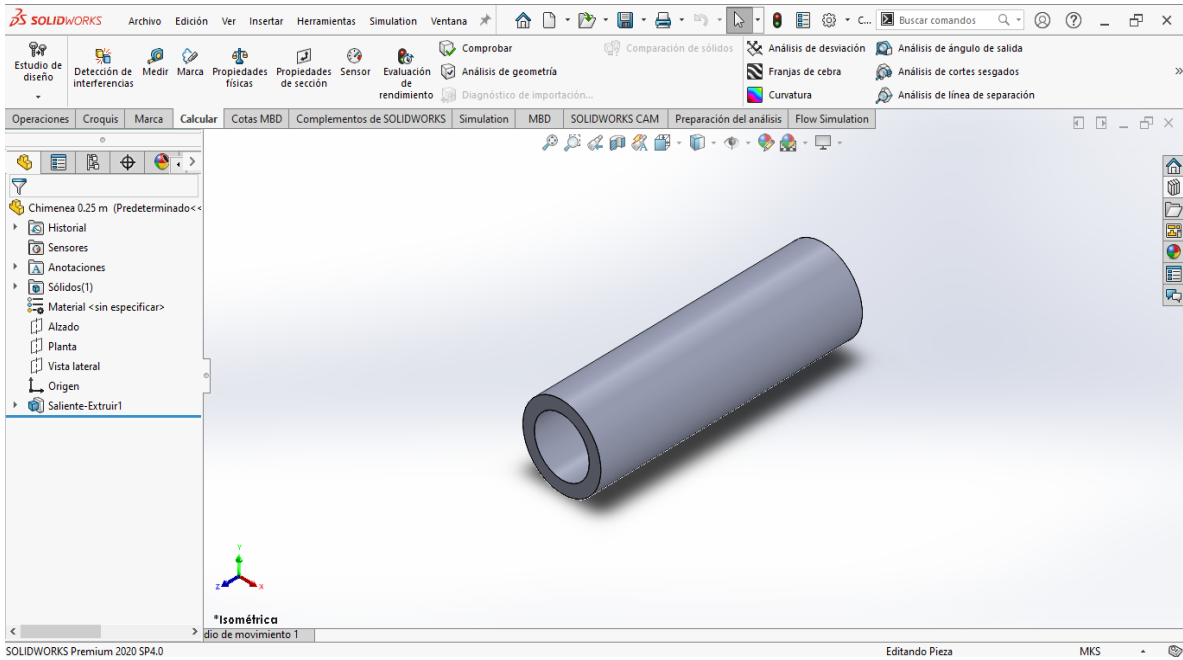 SOLIDWORKS Archivo Edición Ver Insertar Herramientas Simulation Ventana C... Buscar comandos
Estudio de diseño
Detección de interferencias
Medir
Marca
Propiedades físicas
Propiedades de sección
Sensor
Evaluación de rendimiento
Comprobar
Análisis de geometría
Diagnóstico de importación...
Comparación de sólidos
Análisis de desviación
Franjas de cebra
Curvatura
Análisis de ángulo de salida
Análisis de cortes sesgados
Análisis de línea de separación
Operaciones Croquis Marca Calcular Cotas MBD Complementos de SOLIDWORKS Simulation MBD SOLIDWORKS CAM Preparación del análisis Flow Simulation
Chimenea 0.25 m (Predeterminado<<
Historial
Sensores
Anotaciones
Sólidos(1)
Material <sin especificar>
Alzado
Planta
Vista lateral
Origen
Saliente-Extruir1
Y
Z
X
*Isométrica
dio de movimiento 1
SOLIDWORKS Premium 2020 SP4.0 Editando Pieza MKS